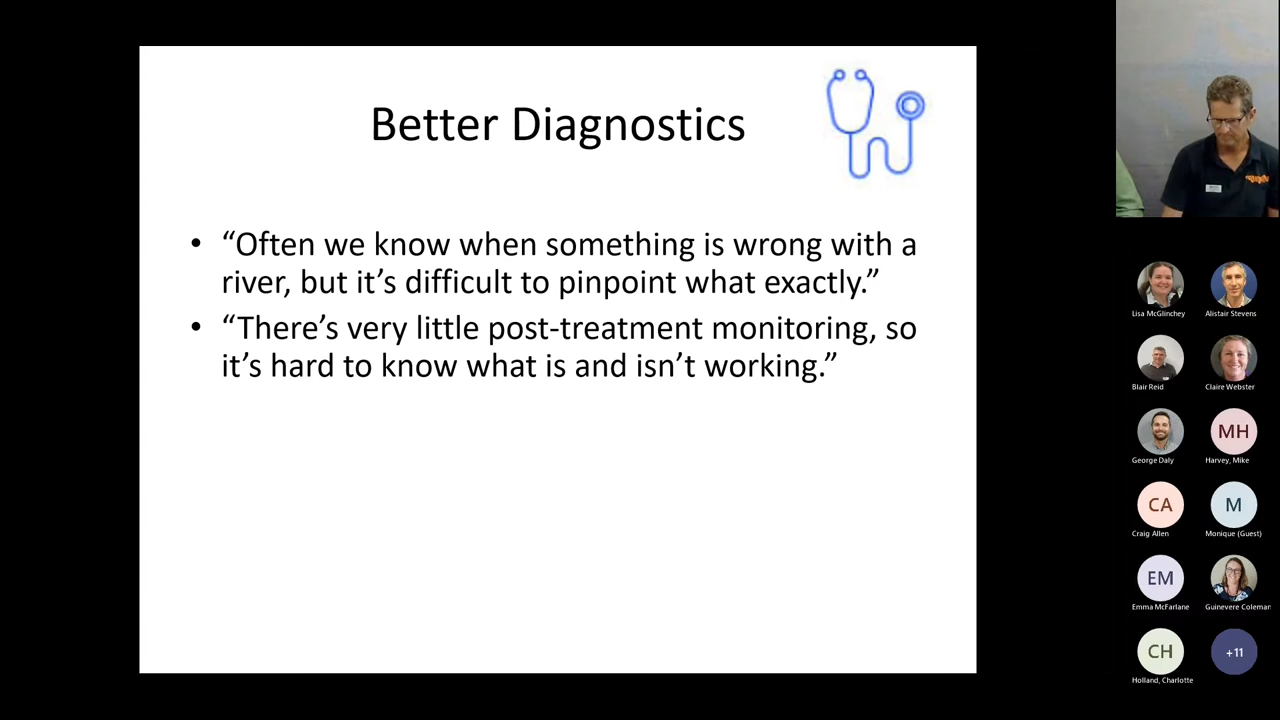 Better Diagnostics
• “Often we know when something is wrong with a
river, but it’s difficult to pinpoint what exactly.”
• “There’s very little post-treatment monitoring, so
it’s hard to know what is and isn’t working.”
Lisa McGlinchey
Alistair Stevens
Blair Reid
Claire Webster
George Daly
MH
Harvey, Mike
CA
Craig Allen
M
Monique (Guest)
EM
Emma McFarlane
Guinevere Coleman
CH
Holland, Charlotte
+11